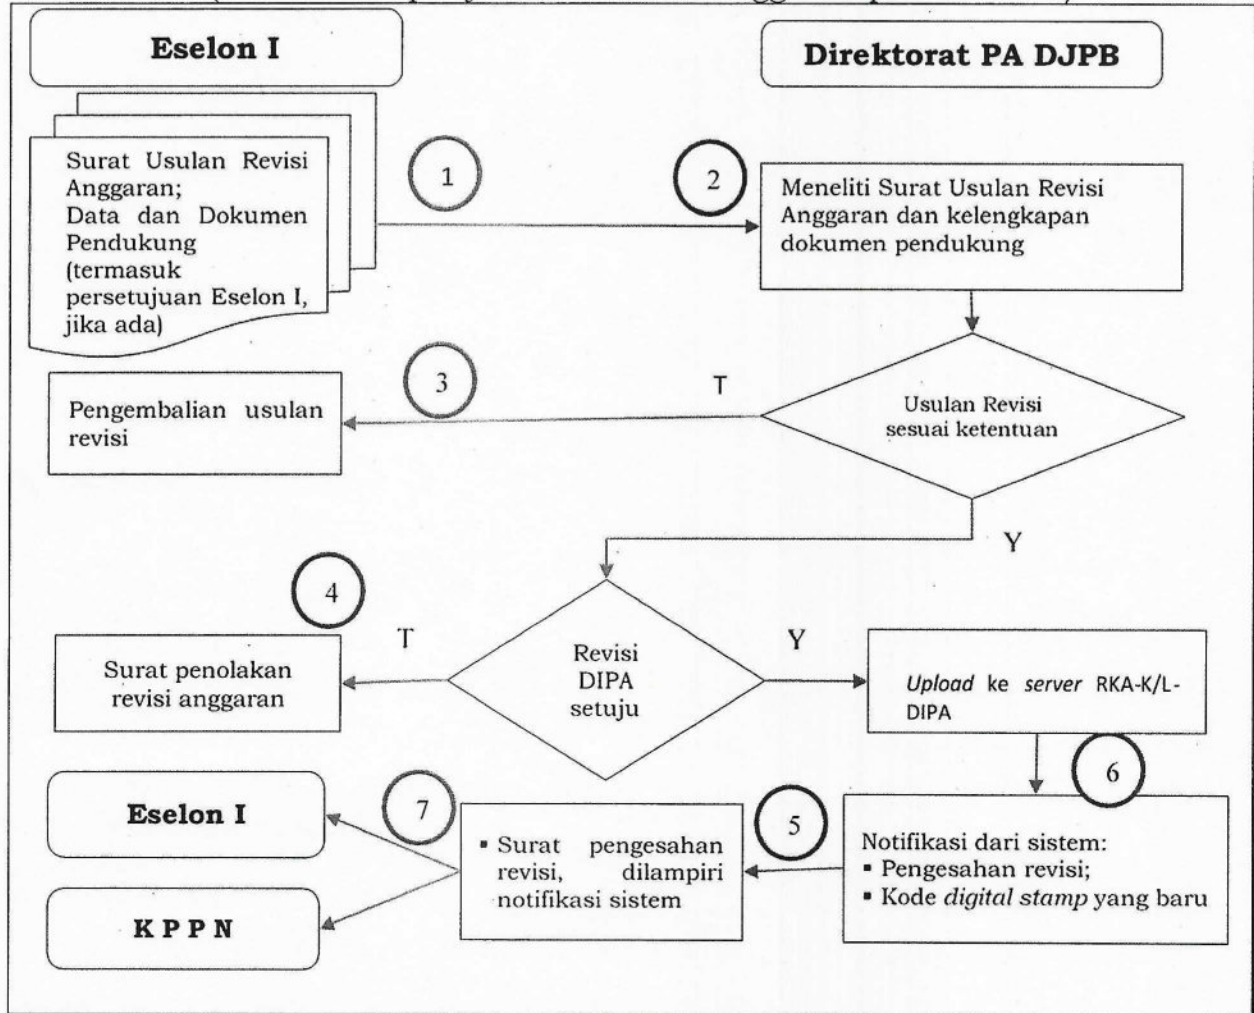 Eselon I
Direktorat PA DJPB
Surat Usulan Revisi
Anggaran;
Data dan Dokumen
Pendukung
(termasuk
persetujuan Eselon I,
jika ada)
1
2
Meneliti Surat Usulan Revisi
Anggaran dan kelengkapan
dokumen pendukung
Pengembalian usulan
revisi
3
T
Usulan Revisi
sesuai ketentuan
Y
4
Surat penolakan
revisi anggaran
T
Revisi
DIPA
setuju
Y
Upload ke server RKA-K/L-
DIPA
6
Eselon I
7
▪ Surat pengesahan
revisi, dilampiri
notifikasi sistem
5
Notifikasi dari sistem:
▪ Pengesahan revisi;
▪ Kode digital stamp yang baru
K P P N